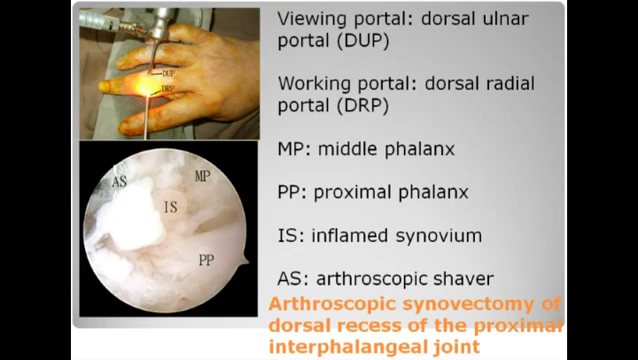 DUP
DRP
AS
MP
IS
PP
Viewing portal: dorsal ulnar
portal (DUP)
Working portal: dorsal radial
portal (DRP)
MP: middle phalanx
PP: proximal phalanx
IS: inflamed synovium
AS: arthroscopic shaver
Arthroscopic synovectomy of
dorsal recess of the proximal
interphalangeal joint